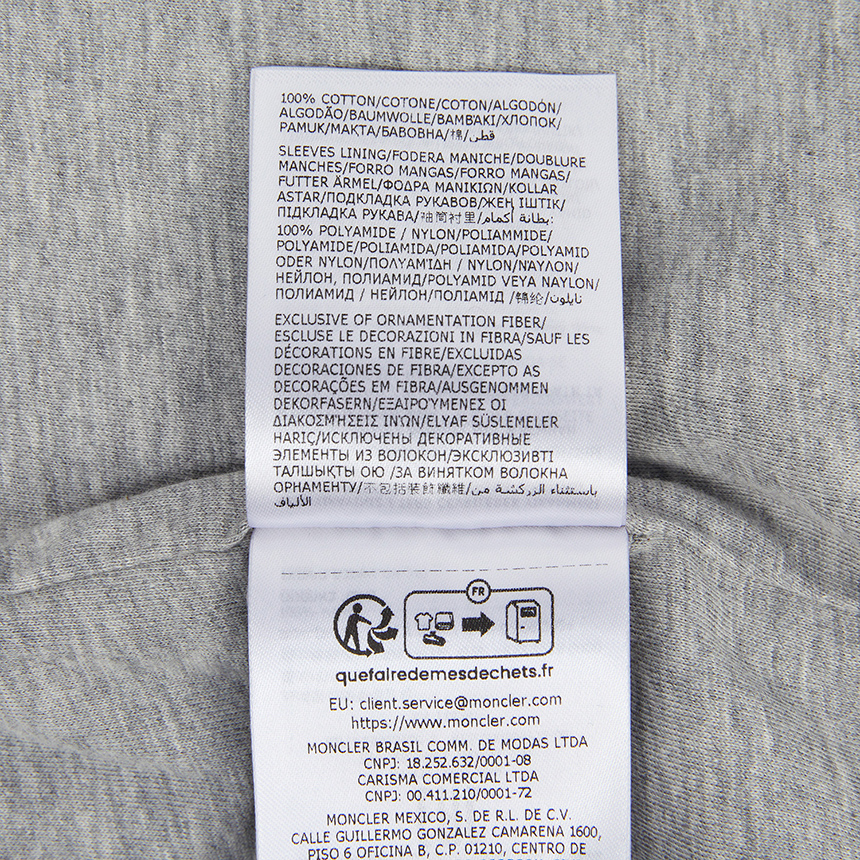 100% COTTON/COTONE/COTON/ALGODÓN/
ALGODÃO/BAUMWOLLE/ΒΑΜΒΆΚΙ/ХЛОПОК/
PAMUK/МАҚТА/БАВОВНА/棉/قطن
SLEEVES LINING/FODERA MANICHE/DOUBLURE
MANCHES/FORRO MANGAS/FORRO MANGAS/
FUTTER ÄRMEL/ΦΟΔΡΑ ΜΑΝΙΚΙΩΝ/KOLLAR
ASTAR/ПОДКЛАДКА РУКАВОВ/ЖЕҢ ІШТІК/
ПІДКЛАДКА РУКАВА/袖筒衬里/بطانة أكمام:
100% POLYAMIDE / NYLON/POLIAMMIDE/
POLYAMIDE/POLIAMIDA/POLIAMIDA/POLYAMID
ODER NYLON/ΠΟΛΥΑΜΊΔΗ / NYLON/ΝΆΥΛΟΝ/
НЕЙЛОН, ПОЛИАМИД/POLYAMID VEYA NAYLON/
ПОЛИАМИД / НЕЙЛОН/ПОЛІАМІД /锦纶/نايلون
EXCLUSIVE OF ORNAMENTATION FIBER/
ESCLUSE LE DECORAZIONI IN FIBRA/SAUF LES
DÉCORATIONS EN FIBRE/EXCLUIDAS
DECORACIONES DE FIBRA/EXCEPTO AS
DECORAÇÕES EM FIBRA/AUSGENOMMEN
DEKORFASERN/ΕΞΑΙΡΟΎΜΕΝΕΣ ΟΙ
ΔΙΑΚΟΣΜΉΣΕΙΣ ΙΝΏΝ/ELYAF SÜSLEMELER
HARİÇ/ИСКЛЮЧЕНЫ ДЕКОРАТИВНЫЕ
ЭЛЕМЕНТЫ ИЗ ВОЛОКОН/ЭКСКЛЮЗИВТІ
ТАЛШЫҚТЫ ОЮ /ЗА ВИНЯТКОМ ВОЛОКНА
ОРНАМЕНТУ/不包括装飾纖維/باستثناء الزركشة من
الألياف
FR
quefairedemesdechets.fr
EU: client.service@moncler.com
https://www.moncler.com
MONCLER BRASIL COMM. DE MODAS LTDA
CNPJ: 18.252.632/0001-08
CARISMA COMERCIAL LTDA
CNPJ: 00.411.210/0001-72
MONCLER MEXICO, S. DE R.L. DE C.V.
CALLE GUILLERMO GONZALEZ CAMARENA 1600,
PISO 6 OFICINA B, C.P. 01210, CENTRO DE